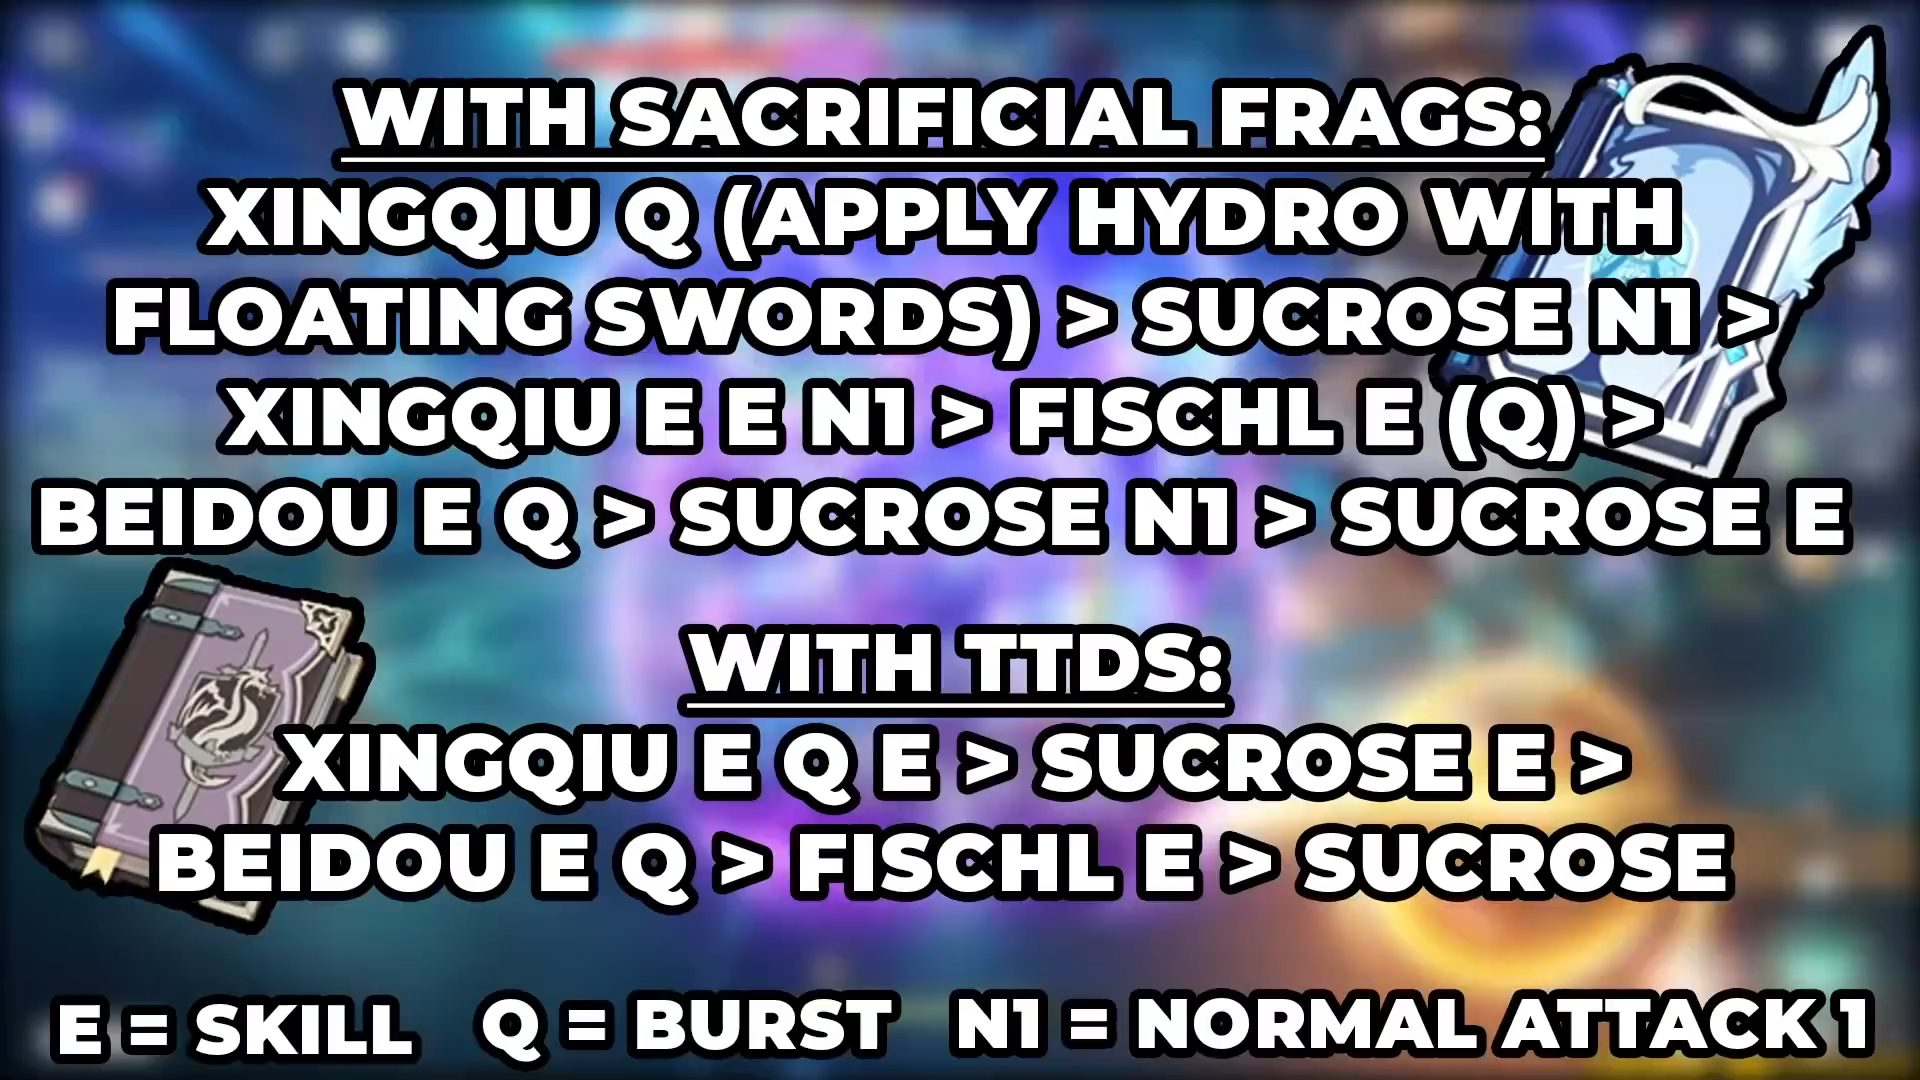 WITH SACRIFICIAL FRAGS:
XINGQIU Q (APPLY HYDRO WITH
FLOATING SWORDS) > SUCROSE N1 >
XINGQIU E E N1 > FISCHL E (Q) >
BEIDOU E Q > SUCROSE N1 > SUCROSE E
WITH TTDS:
XINGQIU E Q E > SUCROSE E >
BEIDOU E Q > FISCHL E > SUCROSE
E = SKILL Q = BURST N1 = NORMAL ATTACK 1